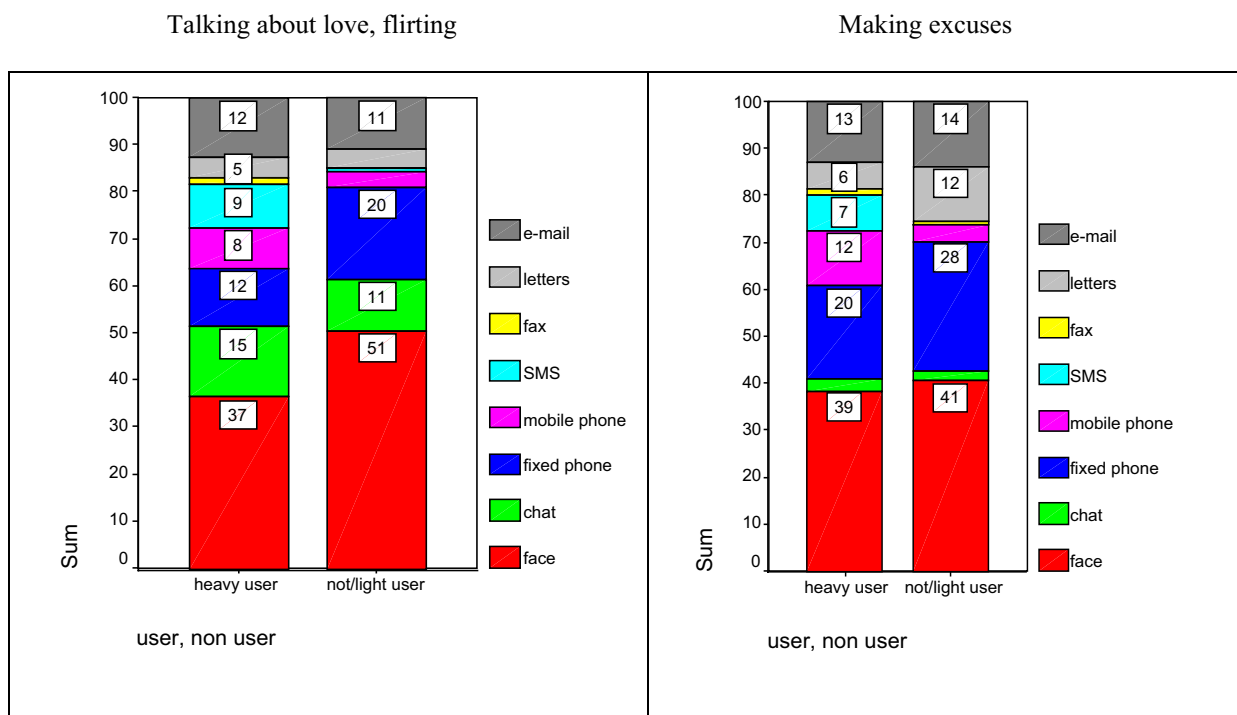 Talking about love, flirting
Making excuses
100
90
80
70
60
50
40
30
20
10
0
Sum
12
5
9
8
12
15
37
11
20
11
51
heavy user
not/light user
user, non user
e-mail
letters
fax
SMS
mobile phone
fixed phone
chat
face
100
90
80
70
60
50
40
30
20
10
0
Sum
13
6
7
12
20
39
14
12
28
41
heavy user
not/light user
user, non user
e-mail
letters
fax
SMS
mobile phone
fixed phone
chat
face